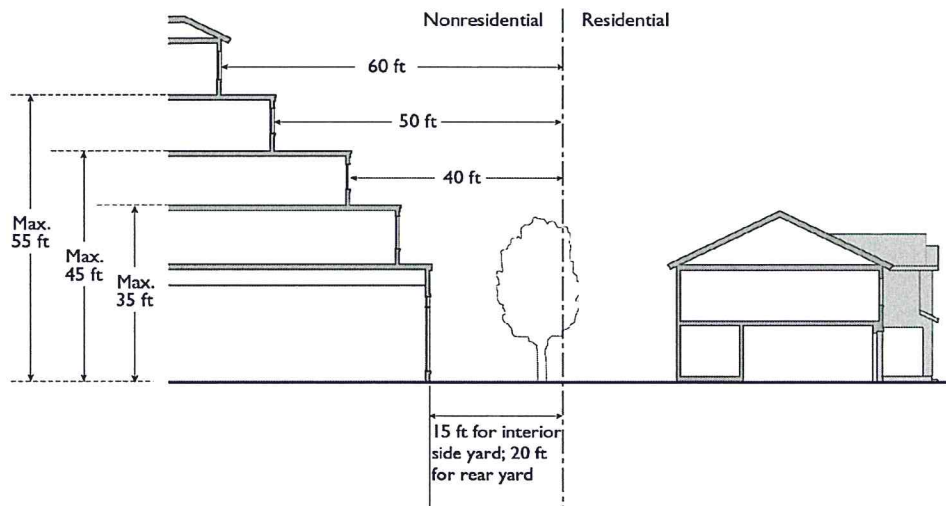 Nonresidential
Residential
60 ft
50 ft
40 ft
Max.
55 ft
Max.
45 ft
Max.
35 ft
15 ft for interior
side yard; 20 ft
for rear yard